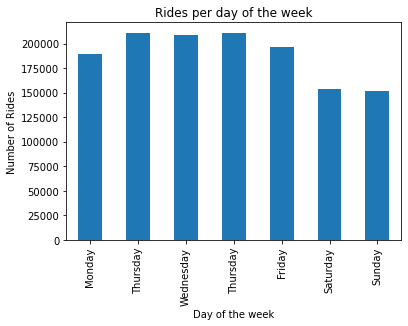 Rides per day of the week
Number of Rides
200000
175000
150000
125000
100000
75000
50000
25000
0
Monday
Thursday
Wednesday
Thursday
Friday
Saturday
Sunday
Day of the week